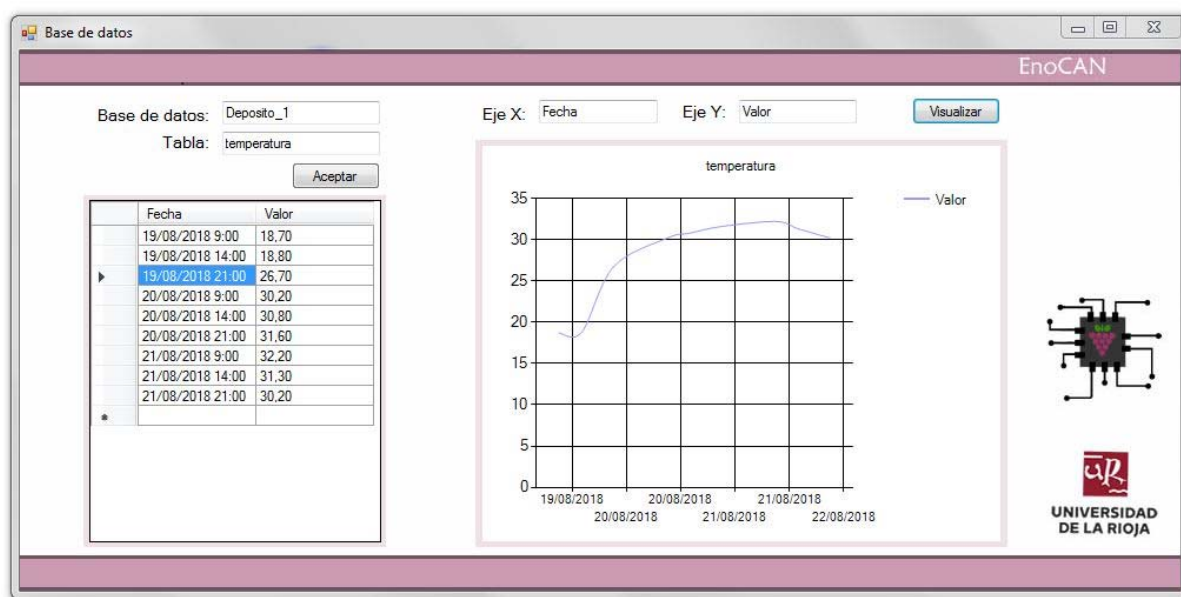 Base de datos
EnoCAN
Base de datos: Deposito_1
Tabla: temperatura
Aceptar
Fecha Valor
19/08/2018 9:00 18,70
19/08/2018 14:00 18,80
19/08/2018 21:00 26,70
20/08/2018 9:00 30,20
20/08/2018 14:00 30,80
20/08/2018 21:00 31,60
21/08/2018 9:00 32,20
21/08/2018 14:00 31,30
21/08/2018 21:00 30,20
Eje X: Fecha Eje Y: Valor Visualizar
temperatura
Valor
35
30
25
20
15
10
5
0
19/08/2018 20/08/2018 21/08/2018
20/08/2018 21/08/2018 22/08/2018
UR
UNIVERSIDAD
DE LA RIOJA